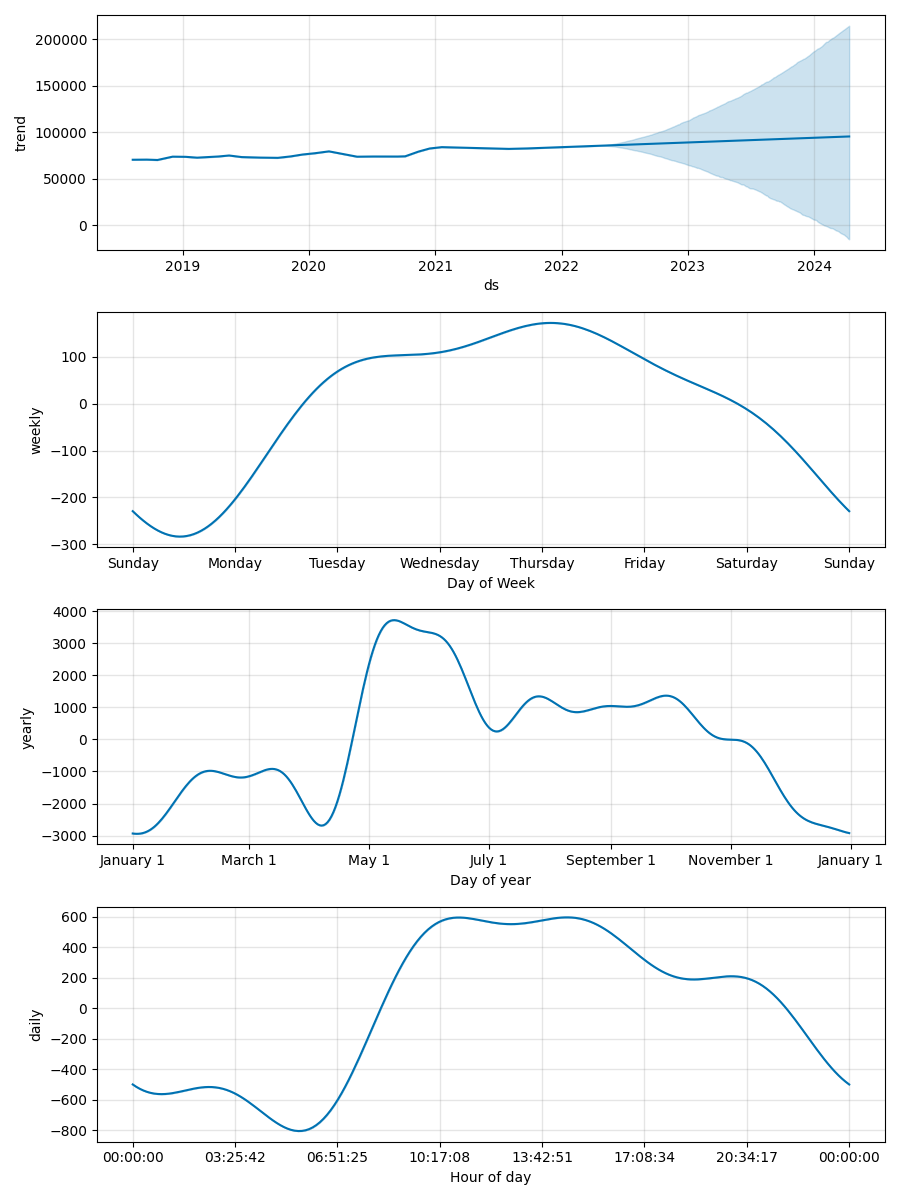 200000
150000
100000
50000
0
trend
2019 2020 2021 2022 2023 2024
ds
100
0
−100
−200
−300
weekly
Sunday Monday Tuesday Wednesday Thursday Friday Saturday Sunday
Day of Week
4000
3000
2000
1000
0
−1000
−2000
−3000
yearly
January 1 March 1 May 1 July 1 September 1 November 1 January 1
Day of year
600
400
200
0
−200
−400
−600
−800
daily
00:00:00 03:25:42 06:51:25 10:17:08 13:42:51 17:08:34 20:34:17 00:00:00
Hour of day